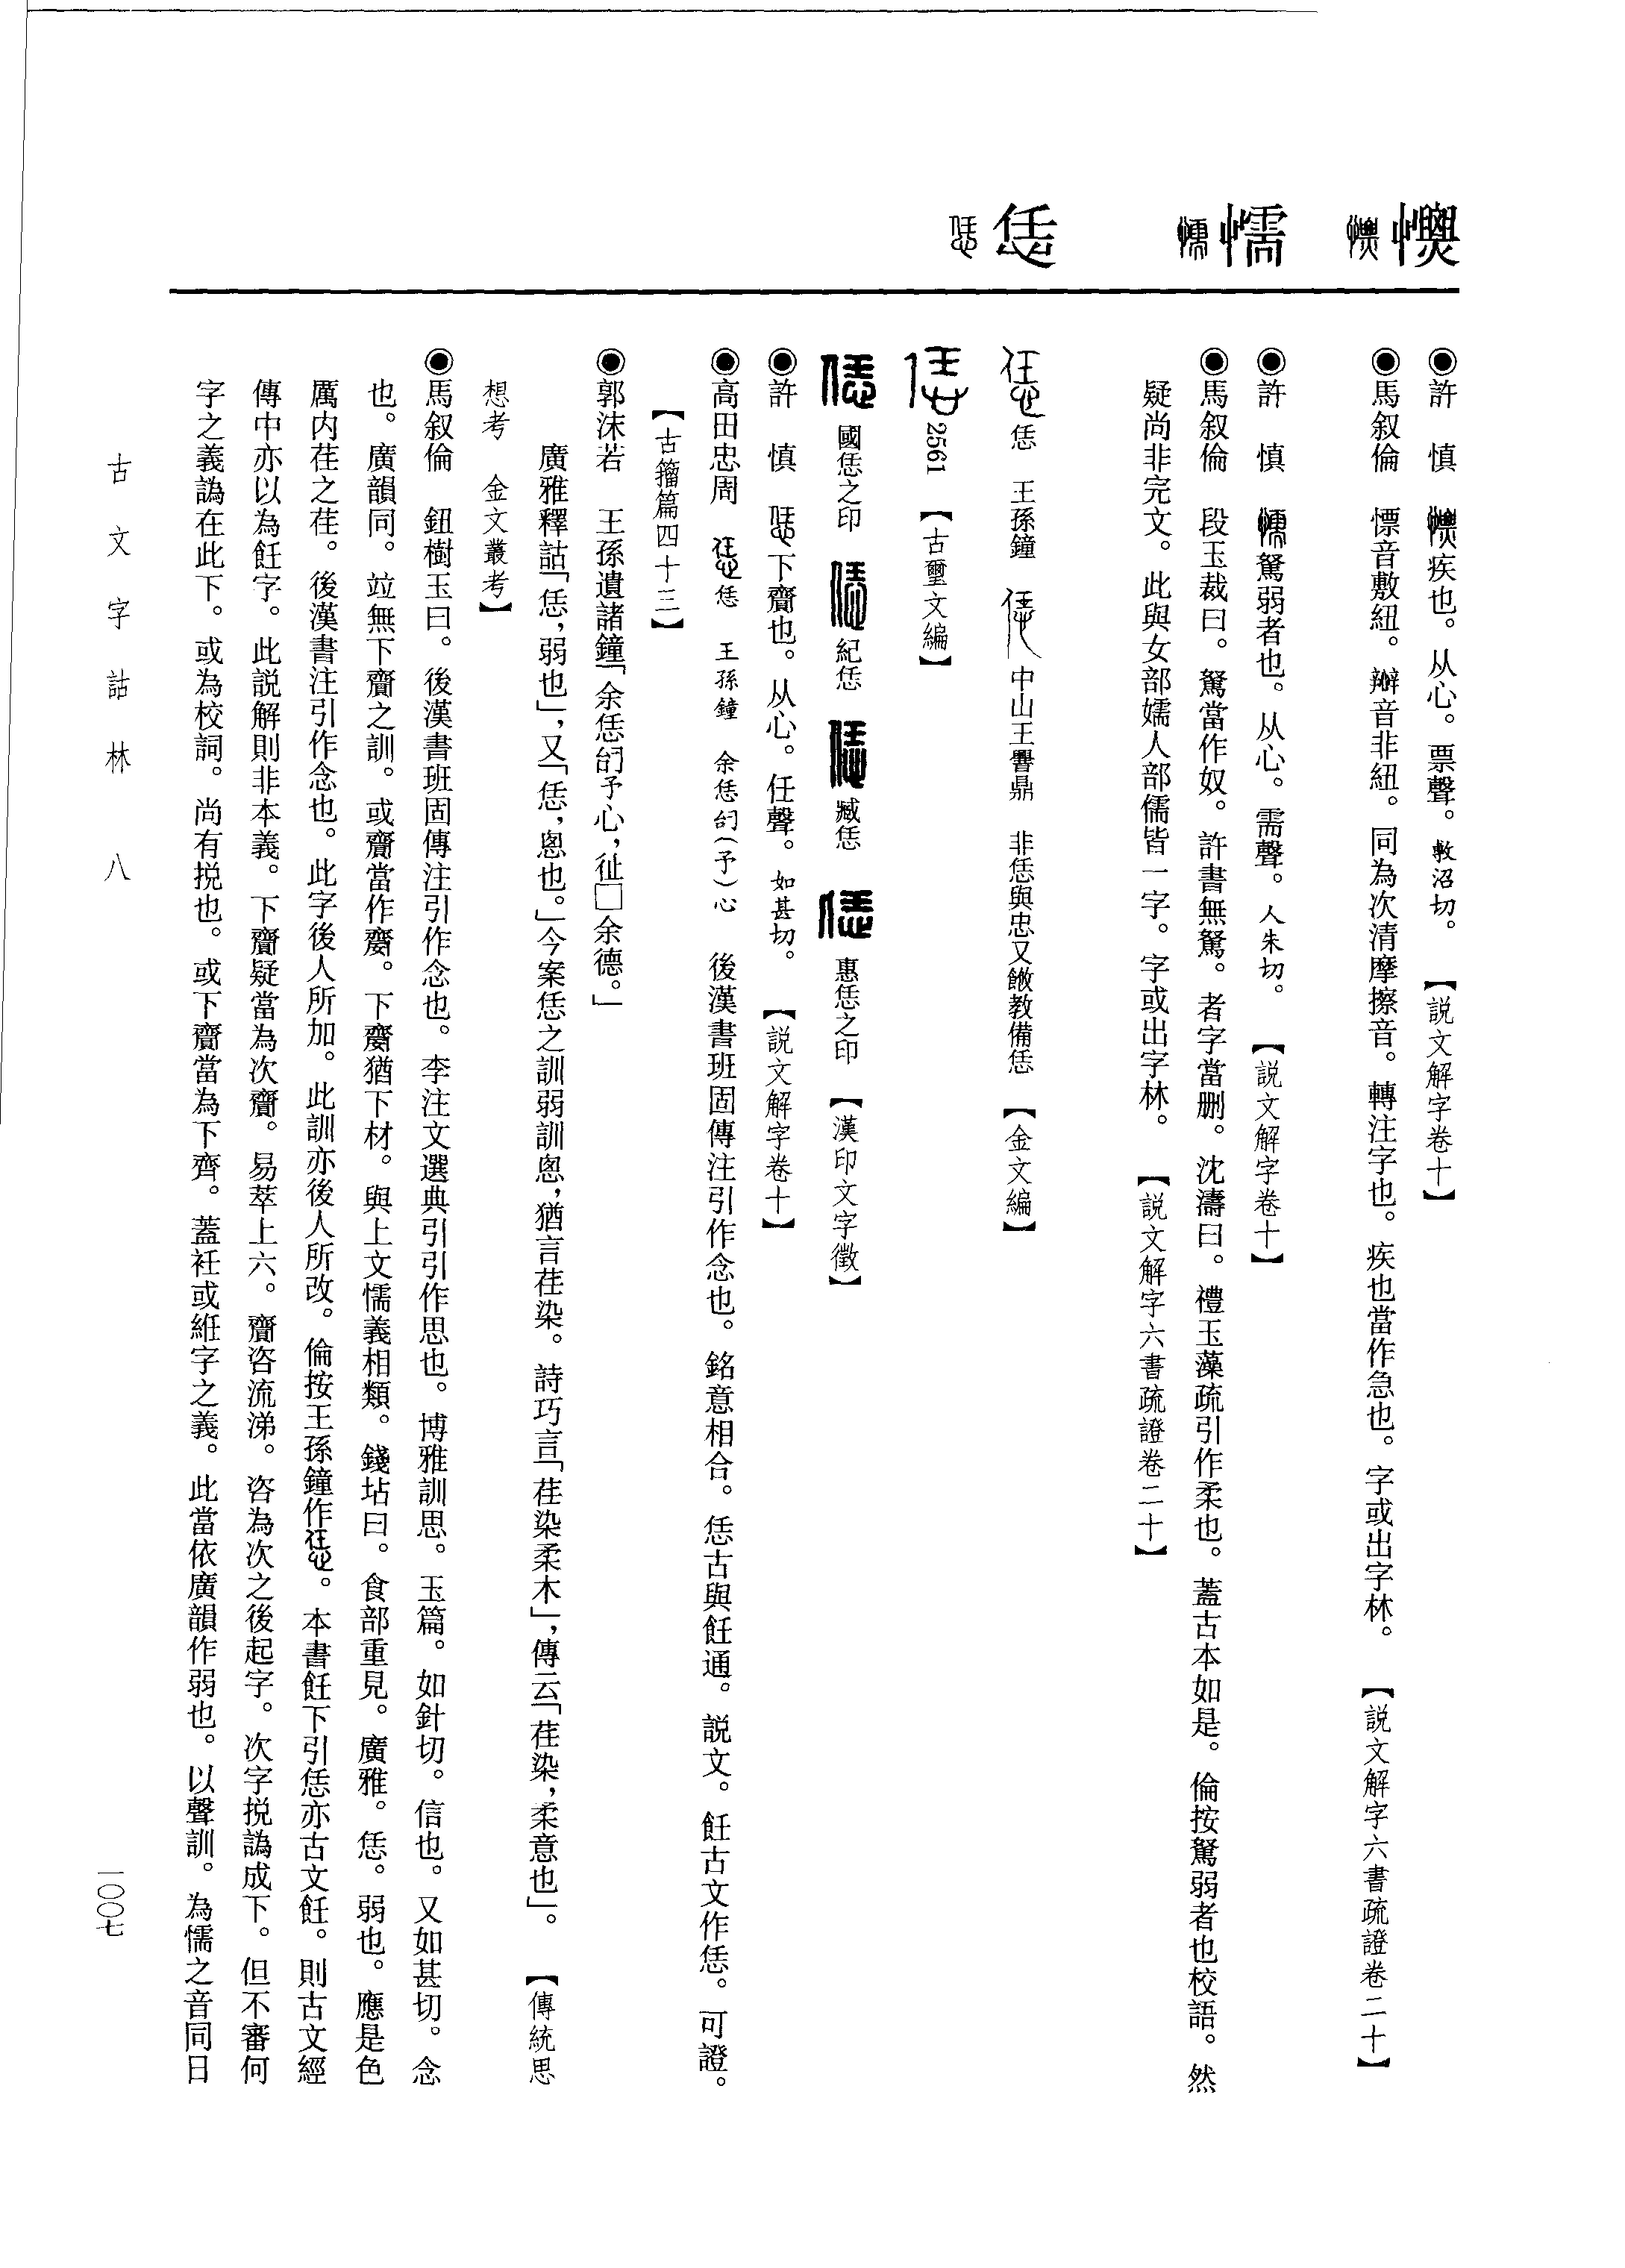 懊 懦 恁
●許　慎　疾也。从心。票聲。敷沼切。　【説文解字卷十】
●馬叙倫　慓音敷紐。辯音非紐。同為次清摩擦音。轉注字也。疾也當作急也。字或出字林。　【説文解字六書疏證卷二十】
●許　慎　駑弱者也。从心。需聲。人朱切。　【説文解字卷十】
●馬叙倫　段玉裁曰。駑當作奴。許書無駑。者字當删。沈濤曰。禮玉藻疏引作柔也。蓋古本如是。倫按駑弱者也校語。然
疑尚非完文。此與女部嬬人部儒皆一字。字或出字林。　【説文解字六書疏證卷二十】
恁　王孫鐘　中山王鼎　非恁與忠又教備恁　【金文編】
2561　【古璽文編】
國恁之印　紀恁　臧恁　惠恁之印　【漢印文字徵】
●許　慎　下齎也。从心。任聲。如甚切。　【説文解字卷十】
●高田忠周　恁　王孫鐘　余恁訇(予)心　後漢書班固傳注引作念也。銘意相合。恁古與飪通。説文。飪古文作恁。可證。
【古籀篇四十三】
●郭沫若　王孫遺諸鐘「余恁訇予心，㣟□余德。」
廣雅釋詁「恁，弱也」，又「恁，恖也。」今案恁之訓弱訓恖，猶言荏染。詩巧言「荏染柔木」，傳云「荏染，柔意也」。　【傳統思
想考　金文叢考】
●馬叙倫　鈕樹玉曰。後漢書班固傳注引作念也。李注文選典引引作思也。博雅訓思。玉篇。如針切。信也。又如甚切。念
也。廣韻同。竝無下齎之訓。或齎當作齌。下齌猶下材。與上文懦義相類。錢坫曰。食部重見。廣雅。恁。弱也。應是色
厲内荏之荏。後漢書注引作念也。此字後人所加。此訓亦後人所改。倫按王孫鐘作。本書飪下引恁亦古文飪。則古文經
傳中亦以為飪字。此説解則非本義。下齎疑當為次齎。易萃上六。齎咨流涕。咨為次之後起字。次字挩譌成下。但不審何
字之義譌在此下。或為校詞。尚有挩也。或下齎當為下齊。蓋衽或絍字之義。此當依廣韻作弱也。以聲訓。為懦之音同日
古文字詁林　八
一〇〇七